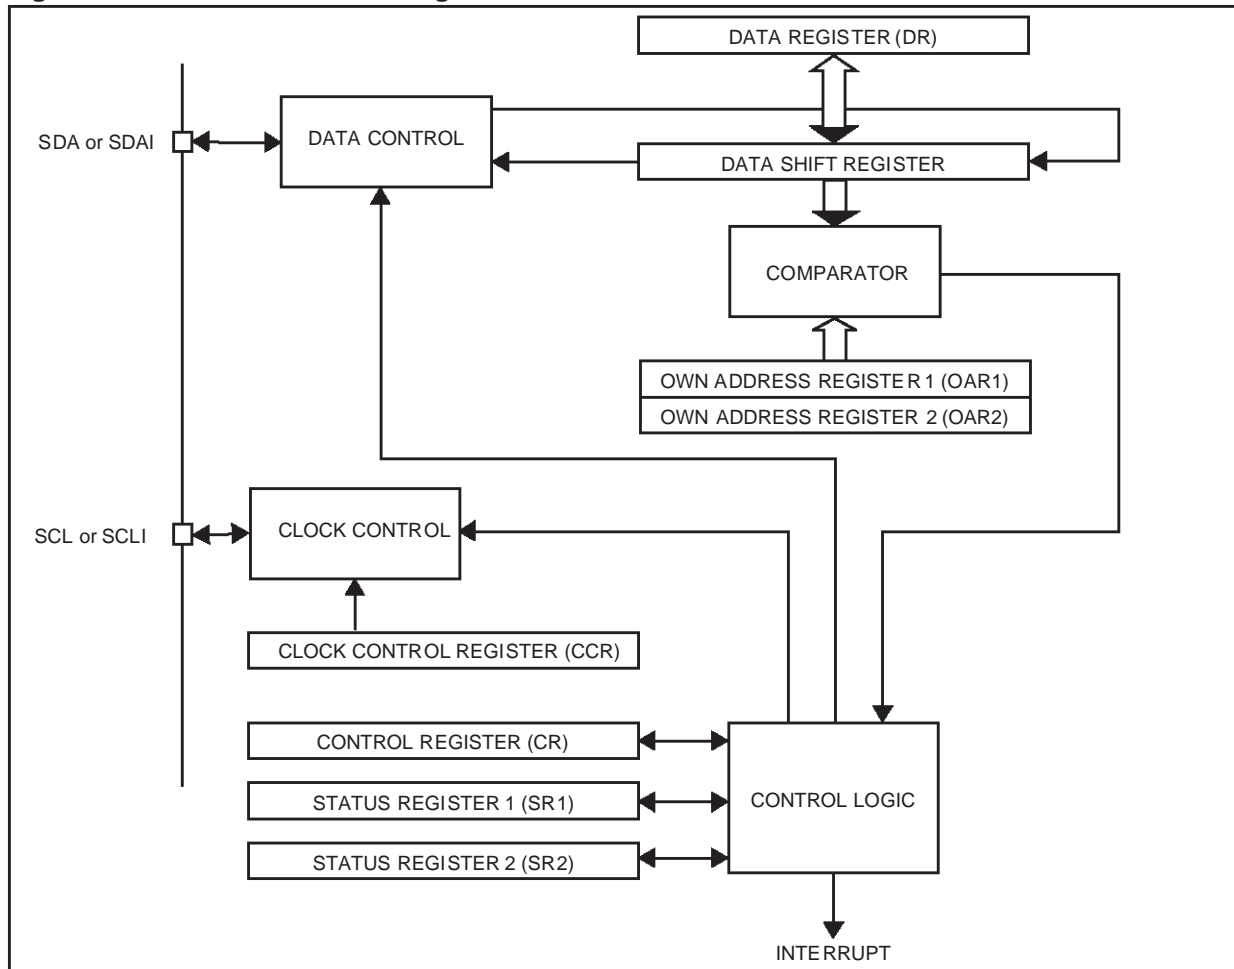 DATA REGISTER (DR)
SDA or SDAI
DATA CONTROL
DATA SHIFT REGISTER
COMPARATOR
OWN ADDRESS REGISTER 1 (OAR1)
OWN ADDRESS REGISTER 2 (OAR2)
SCL or SCLI
CLOCK CONTROL
CLOCK CONTROL REGISTER (CCR)
CONTROL REGISTER (CR)
STATUS REGISTER 1 (SR1)
CONTROL LOGIC
STATUS REGISTER 2 (SR2)
INTERRUPT